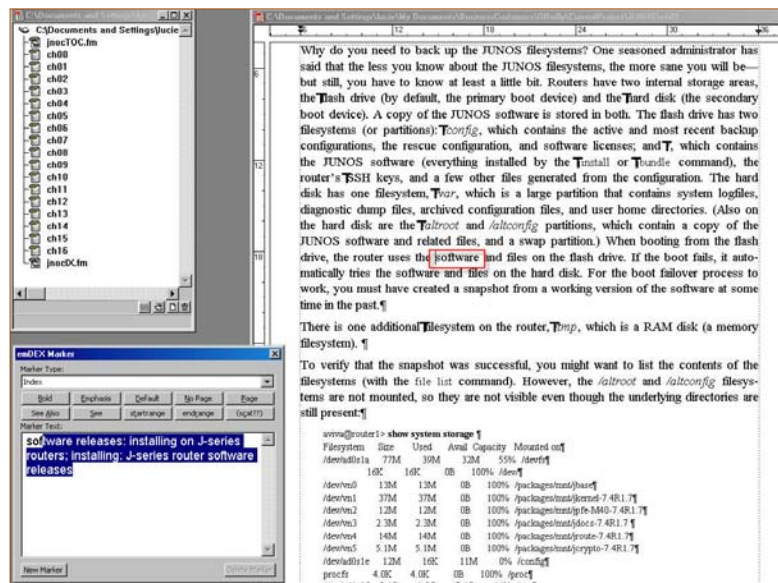 C:\Documents and Settings\lucie
jnocTOC.fm
ch00
ch01
ch02
ch03
ch04
ch05
ch06
ch07
ch08
ch09
ch10
ch11
ch12
ch13
ch14
ch15
ch16
jnocIX.fm
emDEX Marker
Marker Type:
Index
Bold Emphasis Default No Page Page
See Also See startrange endrange
Marker Text:
software releases: installing on J-series
routers; installing: J-series router software
releases
New Marker Delete Marker
C:\Documents and Settings\lucie\My Documents\Business\Customers\
6 12 18 24 30 36
6
12
18
Why do you need to back up the JUNOS filesystems? One seasoned administrator has
said that the less you know about the JUNOS filesystems, the more sane you will be—
but still, you have to know at least a little bit. Routers have two internal storage areas,
the flash drive (by default, the primary boot device) and the hard disk (the secondary
boot device). A copy of the JUNOS software is stored in both. The flash drive has two
filesystems (or partitions): config, which contains the active and most recent backup
configurations, the rescue configuration, and software licenses; and , which contains
the JUNOS software (everything installed by the install or bundle command), the
router's SSH keys, and a few other files generated from the configuration. The hard
disk has one filesystem, var, which is a large partition that contains system logfiles,
diagnostic dump files, archived configuration files, and user home directories. (Also on
the hard disk are the altroot and /altconfig partitions, which contain a copy of the
JUNOS software and related files, and a swap partition.) When booting from the flash
drive, the router uses the software and files on the flash drive. If the boot fails, it auto-
matically tries the software and files on the hard disk. For the boot failover process to
work, you must have created a snapshot from a working version of the software at some
time in the past.¶
There is one additional filesystem on the router, tmp, which is a RAM disk (a memory
filesystem). ¶
To verify that the snapshot was successful, you might want to list the contents of the
filesystems (with the file list command). However, the /altroot and /altconfig filesys-
tems are not mounted, so they are not visible even though the underlying directories are
still present:¶
aviva@router1> show system storage ¶
Filesystem Size Used Avail Capacity Mounted on¶
/dev/ad0s1a 77M 39M 32M 55% /devfs¶
16K 16K 0B 100% /dev¶
/dev/vn0 13M 13M 0B 100% /packages/mnt/jbase¶
/dev/vn1 37M 37M 0B 100% /packages/mnt/jkernel-7.4R1.7¶
/dev/vn2 12M 12M 0B 100% /packages/mnt/jpfe-M40-7.4R1.7¶
/dev/vn3 2.3M 2.3M 0B 100% /packages/mnt/jdocs-7.4R1.7 ¶
/dev/vn4 14M 14M 0B 100% /packages/mnt/jroute-7.4R1.7¶
/dev/vn5 5.1M 5.1M 0B 100% /packages/mnt/jcrypto-7.4R1.7¶
/dev/ad0s1e 12M 16K 11M 0% /config¶
procfs 4.0K 4.0K 0B 100% /proc¶